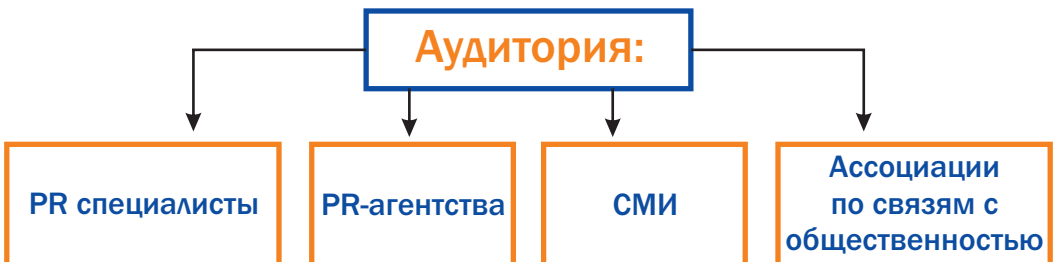 Аудитория:
PR специалисты
PR-агентства
СМИ
Ассоциации
по связям с
общественностью